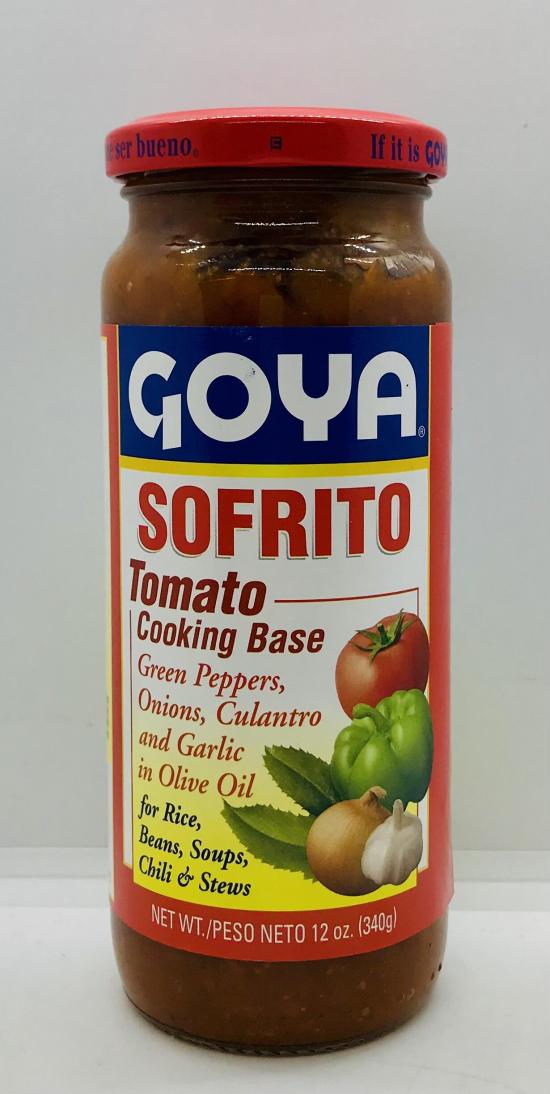 ser bueno.
If it is GOYA
GOYA®
SOFRITO
Tomato
Cooking Base
Green Peppers,
Onions, Culantro
and Garlic
in Olive Oil
for Rice,
Beans, Soups,
Chili & Stews
NET WT./PESO NETO 12 oz. (340g)